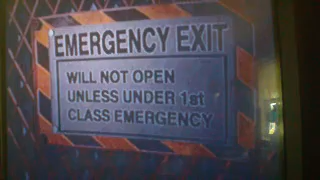 EMERGENCY EXIT
WILL NOT OPEN
UNLESS UNDER 1st
CLASS EMERGENCY